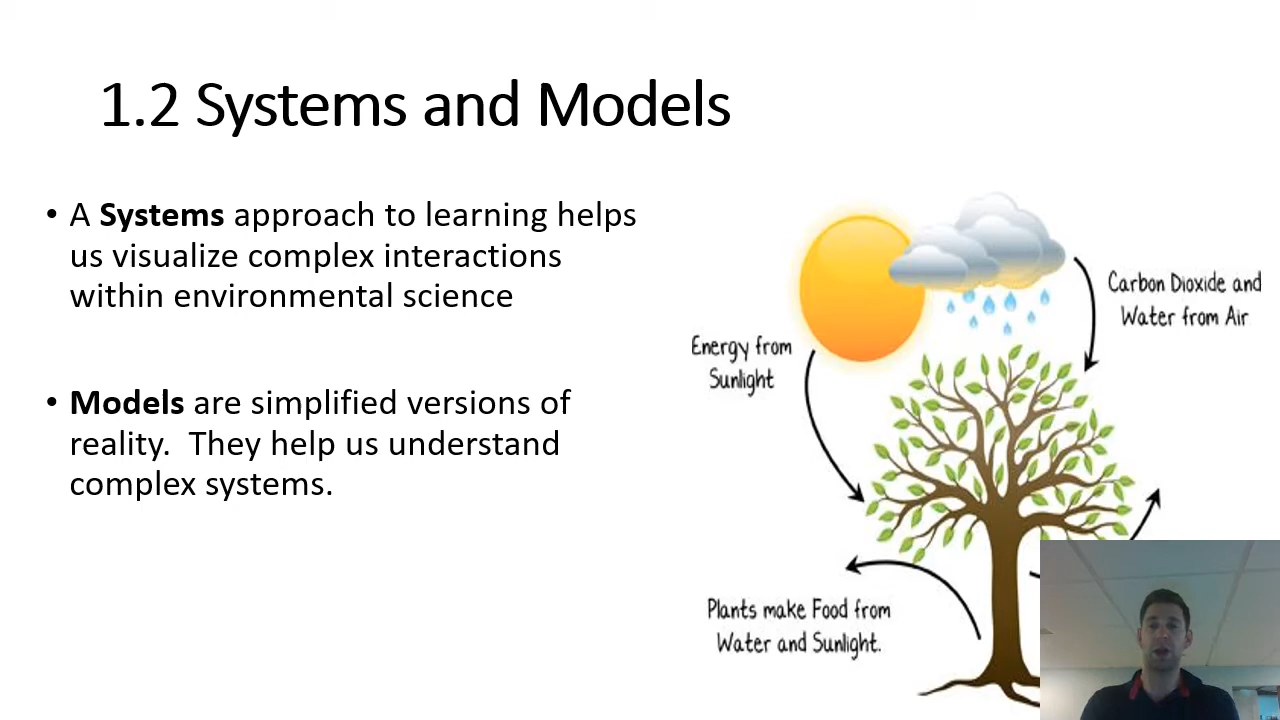 1.2 Systems and Models
• A Systems approach to learning helps
us visualize complex interactions
within environmental science
• Models are simplified versions of
reality.  They help us understand
complex systems.
Energy from
Sunlight
Carbon Dioxide and
Water from Air
Plants make Food from
Water and Sunlight.